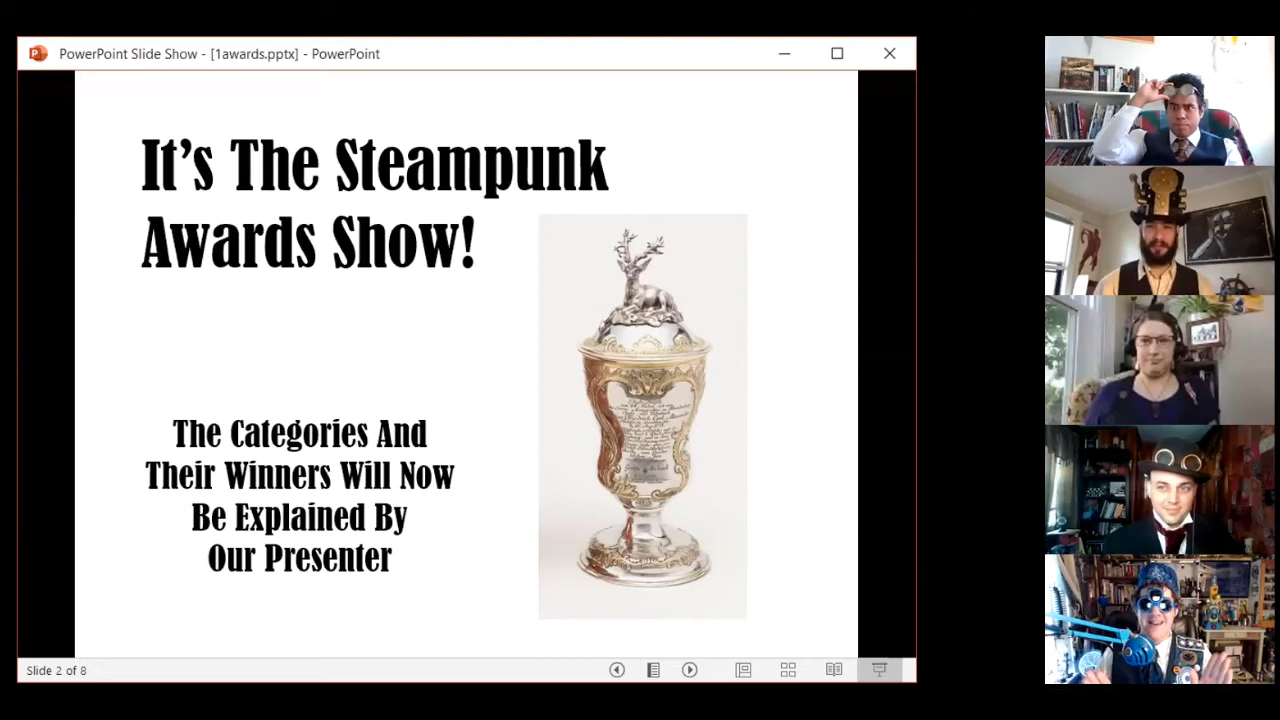 PowerPoint Slide Show - [1awards.pptx] - PowerPoint
It's The Steampunk
Awards Show!
The Categories And
Their Winners Will Now
Be Explained By
Our Presenter
Slide 2 of 8